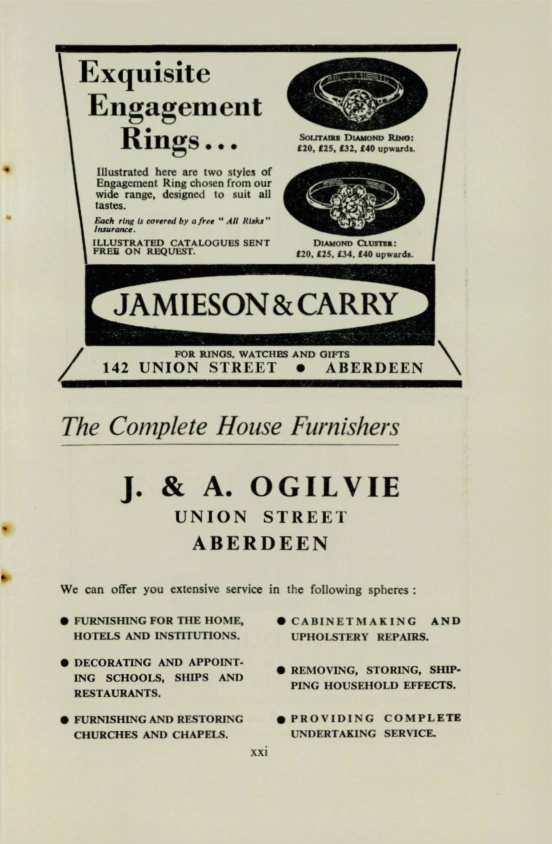 Exquisite
Engagement
Rings...
Illustrated here are two styles of
Engagement Ring chosen from our
wide range, designed to suit all
tastes.
Each ring is covered by a free "All Risks"
Insurance.
ILLUSTRATED CATALOGUES SENT
FREE ON REQUEST.
SOLITAIRE DIAMOND RING:
£20, £25, £32, £40 upwards.
DIAMOND CLUSTER:
£20, £25, £34, £40 upwards.
JAMIESON & CARRY
FOR RINGS, WATCHES AND GIFTS
142 UNION STREET • ABERDEEN
The Complete House Furnishers
J. & A. OGILVIE
UNION STREET
ABERDEEN
We can offer you extensive service in the following spheres :
• FURNISHING FOR THE HOME,
HOTELS AND INSTITUTIONS.
• DECORATING AND APPOINT-
ING SCHOOLS, SHIPS AND
RESTAURANTS.
• FURNISHING AND RESTORING
CHURCHES AND CHAPELS.
• CABINETMAKING AND
UPHOLSTERY REPAIRS.
• REMOVING, STORING, SHIP-
PING HOUSEHOLD EFFECTS.
• PROVIDING COMPLETE
UNDERTAKING SERVICE.
xxi